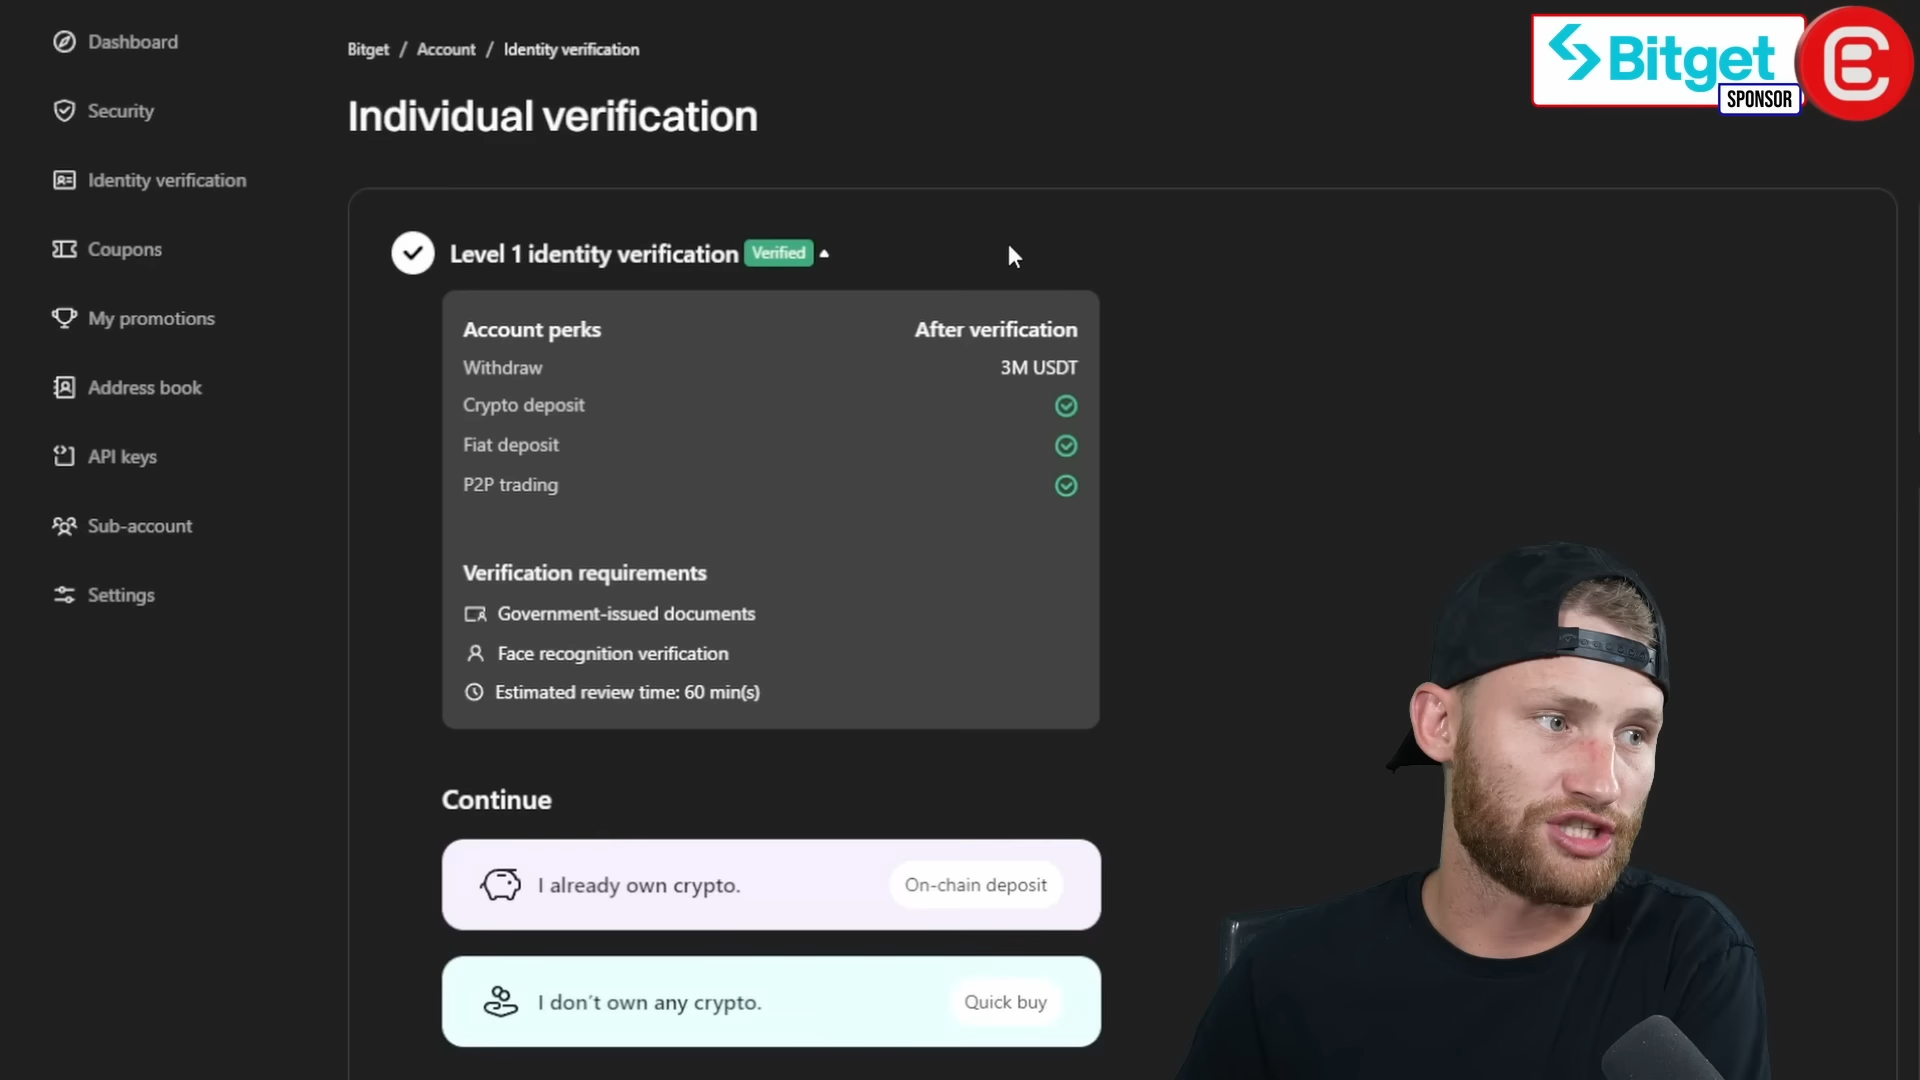 Dashboard
Security
Identity verification
Coupons
My promotions
Address book
API keys
Sub-account
Settings
Bitget / Account / Identity verification
Individual verification
Level 1 identity verification Verified
Account perks After verification
Withdraw 3M USDT
Crypto deposit
Fiat deposit
P2P trading
Verification requirements
Government-issued documents
Face recognition verification
Estimated review time: 60 min(s)
Continue
I already own crypto. On-chain deposit
I don't own any crypto. Quick buy
Bitget
SPONSOR